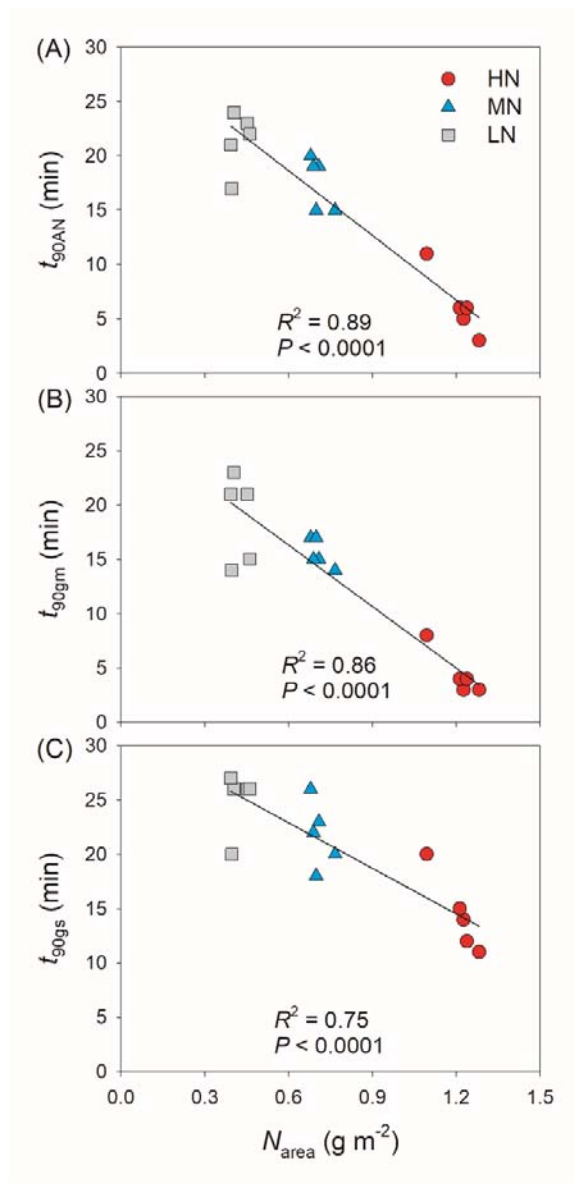 (A)
HN
MN
LN
30
25
20
15
10
5
0
t90AN (min)
R2 = 0.89
P < 0.0001
(B)
30
25
20
15
10
5
0
t90gm (min)
R2 = 0.86
P < 0.0001
(C)
30
25
20
15
10
5
0
t90gs (min)
R2 = 0.75
P < 0.0001
0.0 0.3 0.6 0.9 1.2 1.5
Narea (g m-2)